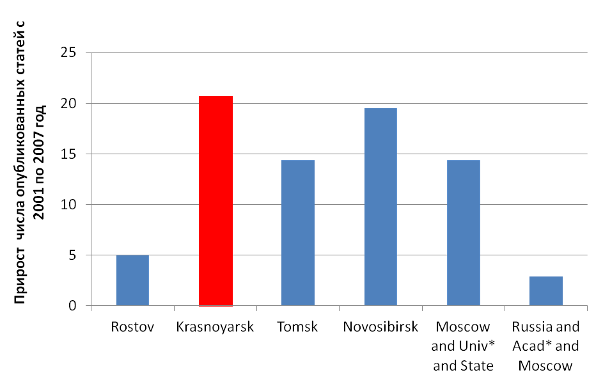 Прирост числа опубликованных статей с
2001 по 2007 год
25
20
15
10
5
0
Rostov
Krasnoyarsk
Tomsk
Novosibirsk
Moscow
and Univ*
and State
Russia and
Acad* and
Moscow